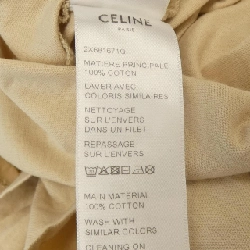 CELINE
PARIS
MATIERE PRINCIPALE
100% COTON
LAVER AVEC
COLORIS SIMILAIRES
NETTOYAGE
SUR L'ENVERS
DANS UN FILET
REPASSAGE
SUR L'ENVERS
MAIN MATERIAL
100% COTTON
WASH WITH
SIMILAR COLORS
CLEANING ON